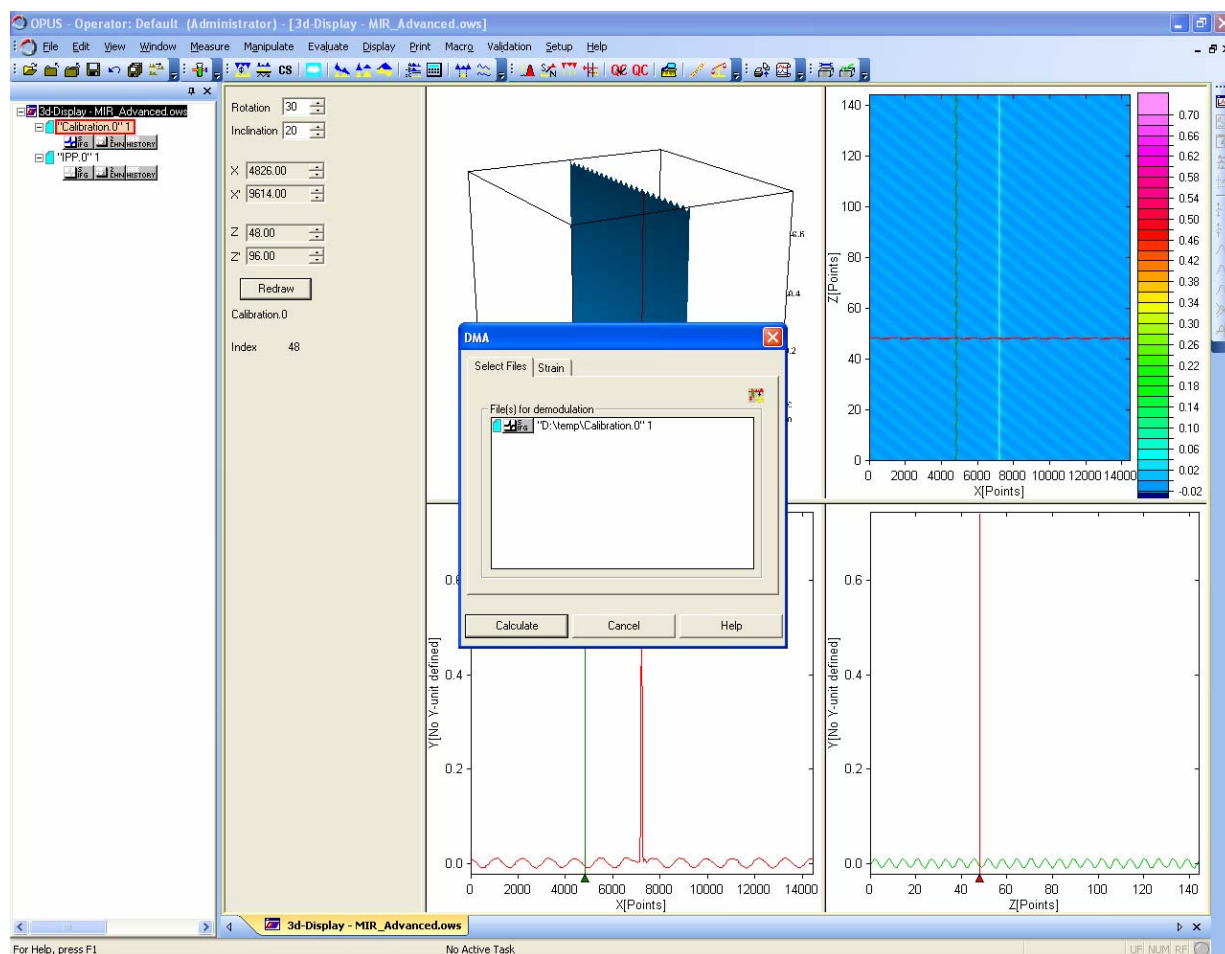 OPUS - Operator: Default (Administrator) - [3d-Display - MIR_Advanced.ows]
File Edit View Window Measure Manipulate Evaluate Display Print Macro Validation Setup Help
CS QC QC
3d-Display - MIR_Advanced.ows
"Calibration.0" 1
IFG CHN HISTORY
"IPP.0" 1
IFG CHN HISTORY
Rotation 30
Inclination 20
X 4826.00
X' 9614.00
Z 48.00
Z' 96.00
Redraw
Calibration.0
Index 48
DMA
Select Files Strain
File(s) for demodulation
IFG "D:\temp\Calibration.0" 1
Calculate Cancel Help
140
120
100
80
60
40
20
0
Z[Points]
0 2000 4000 6000 8000 10000 12000 14000
X[Points]
0.70
0.66
0.62
0.58
0.54
0.50
0.46
0.42
0.38
0.34
0.30
0.26
0.22
0.18
0.14
0.10
0.06
0.02
-0.02
0.4
0.2
0.0
Y[No Y-unit defined]
0 2000 4000 6000 8000 10000 12000 14000
X[Points]
0.6
0.4
0.2
0.0
Y[No Y-unit defined]
0 20 40 60 80 100 120 140
Z[Points]
3d-Display - MIR_Advanced.ows
For Help, press F1
No Active Task
UF NUM RF